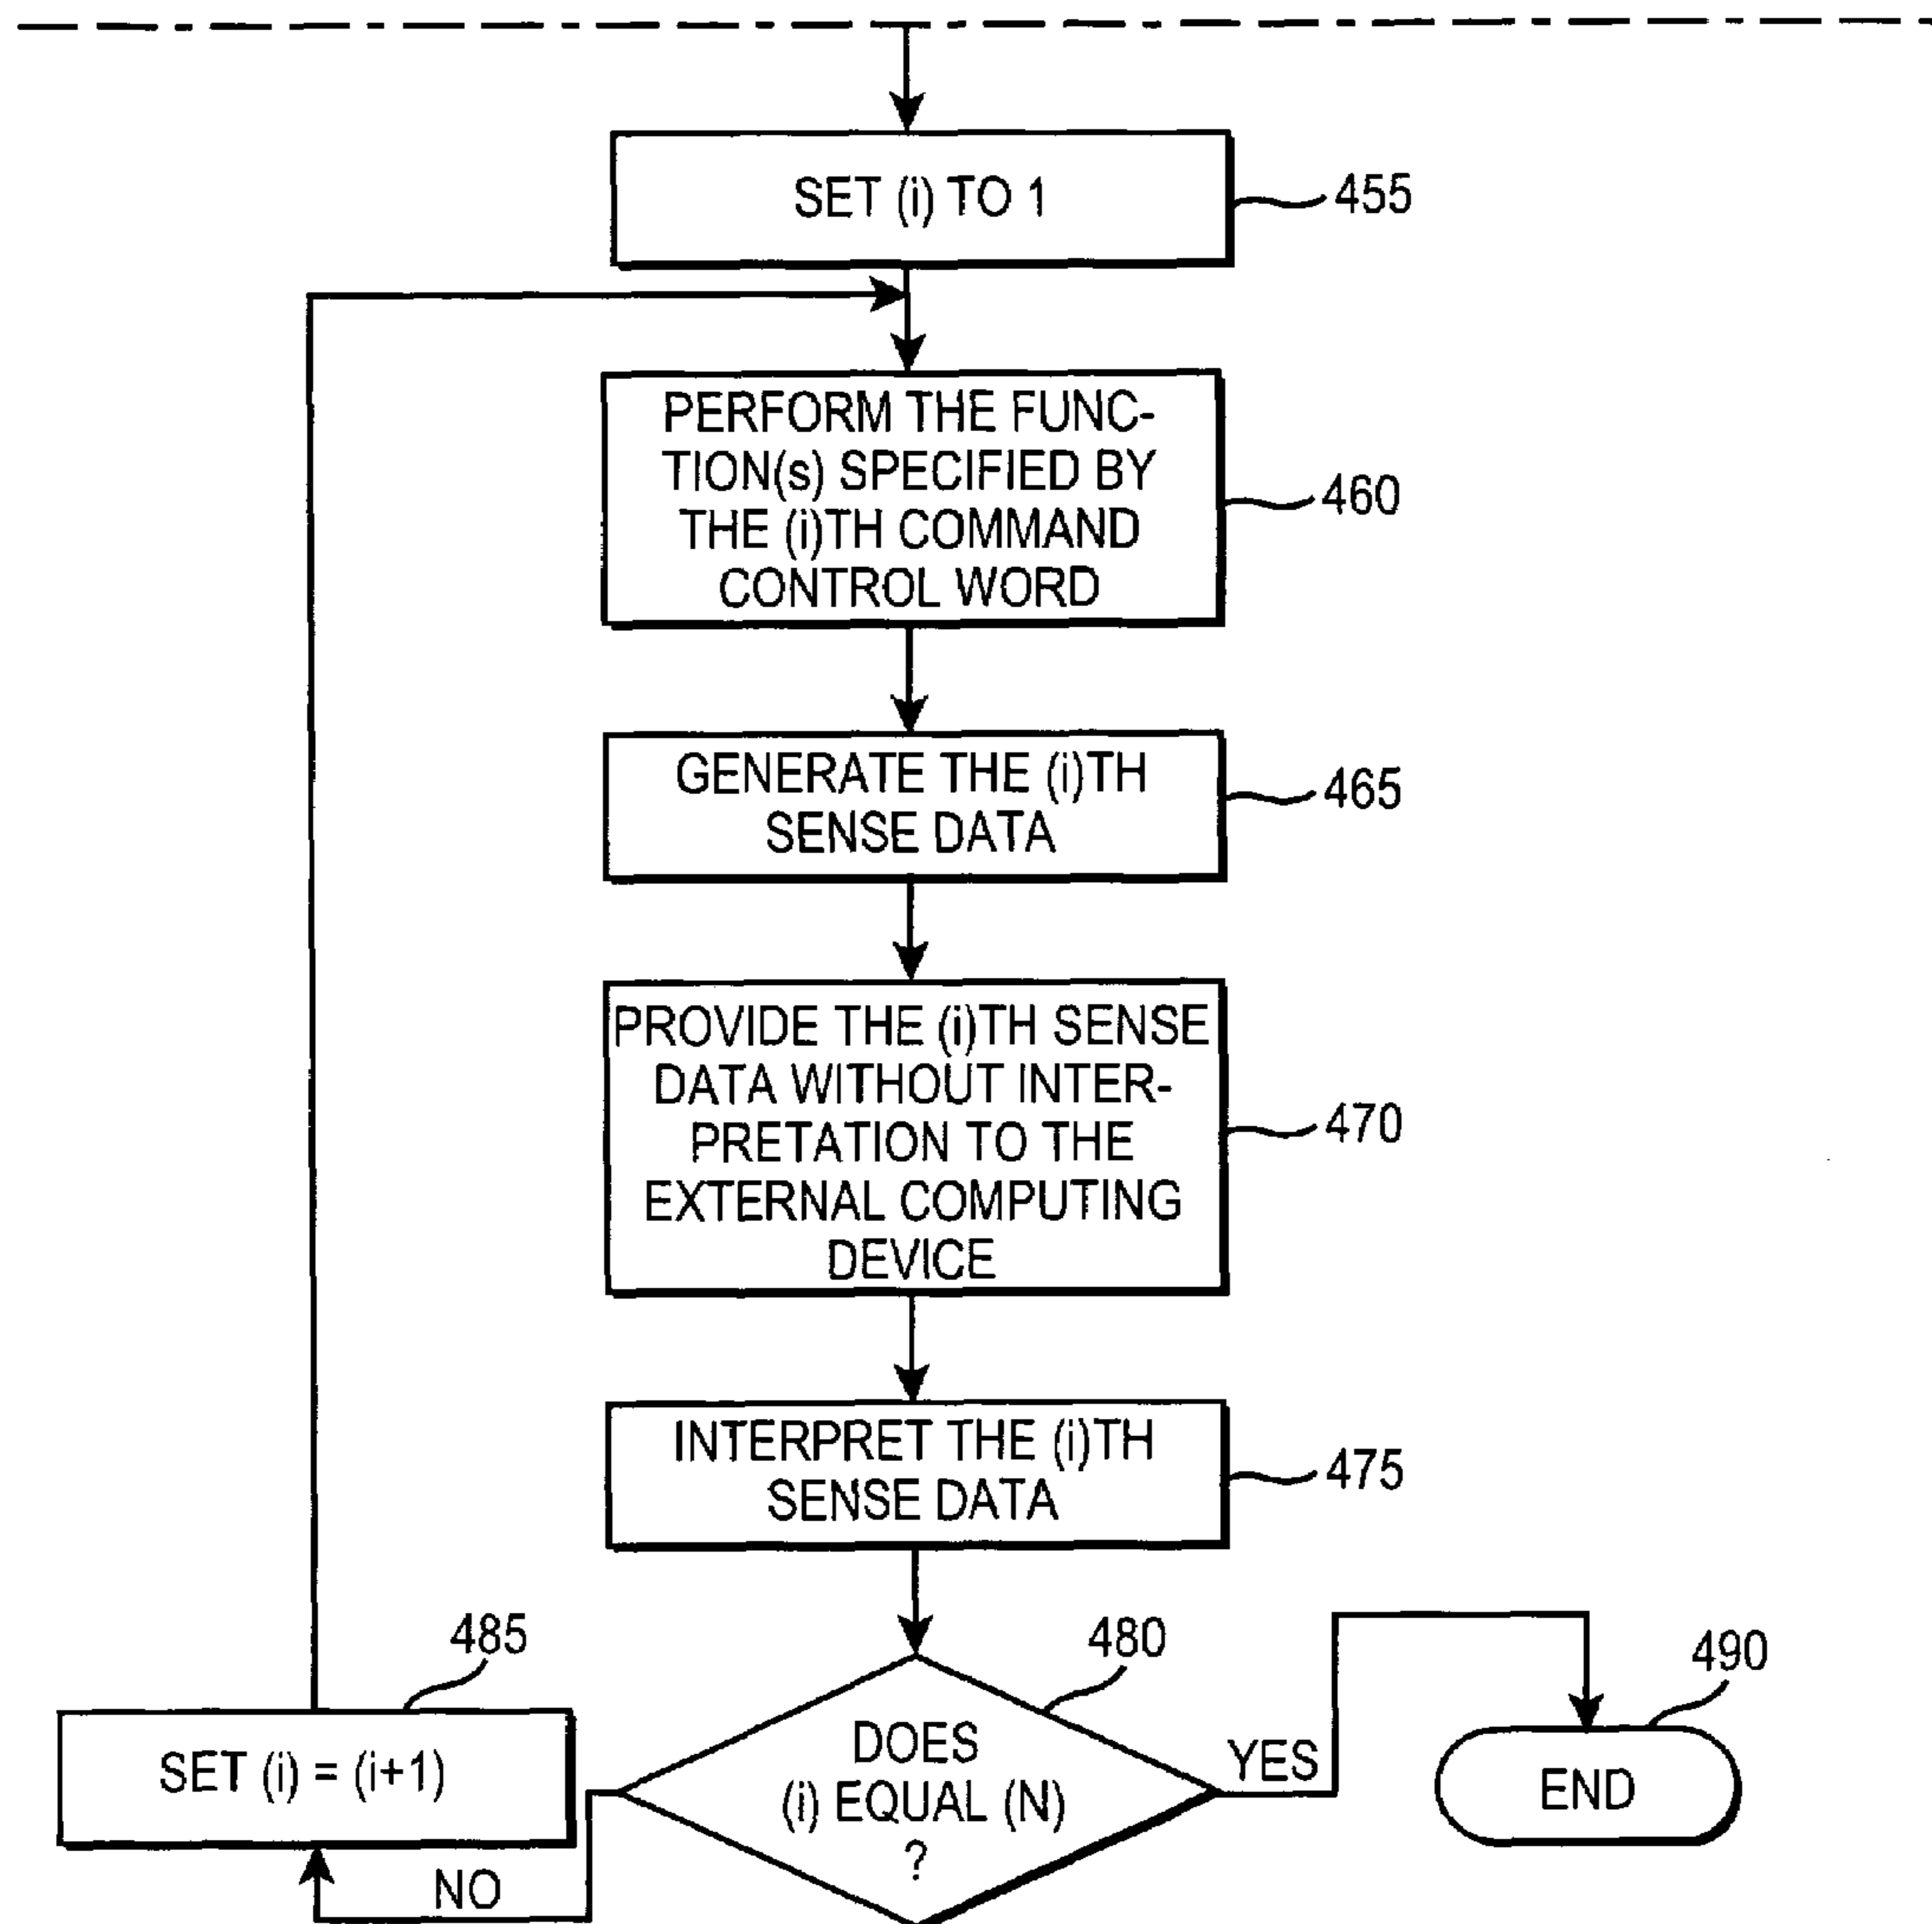 SET (i) TO 1
455
PERFORM THE FUNC-
TION(s) SPECIFIED BY
THE (i)TH COMMAND
CONTROL WORD
460
GENERATE THE (i)TH
SENSE DATA
465
PROVIDE THE (i)TH SENSE
DATA WITHOUT INTER-
PRETATION TO THE
EXTERNAL COMPUTING
DEVICE
470
INTERPRET THE (i)TH
SENSE DATA
475
485
SET (i) = (i+1)
NO
480
DOES
(i) EQUAL (N)
?
YES
490
END